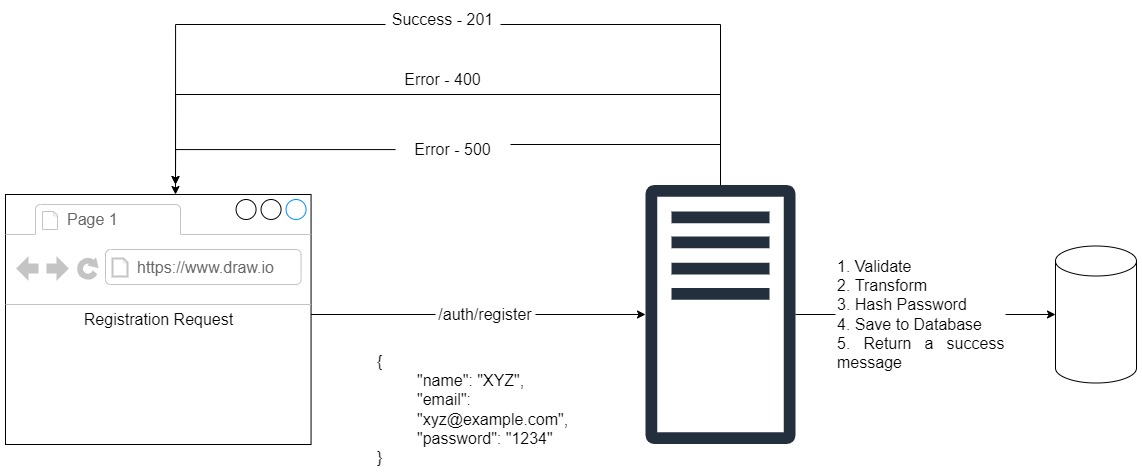 Success - 201
Error - 400
Error - 500
Page 1
https://www.draw.io
Registration Request
/auth/register
{
"name": "XYZ",
"email":
"xyz@example.com",
"password": "1234"
}
1. Validate
2. Transform
3. Hash Password
4. Save to Database
5. Return a success
message